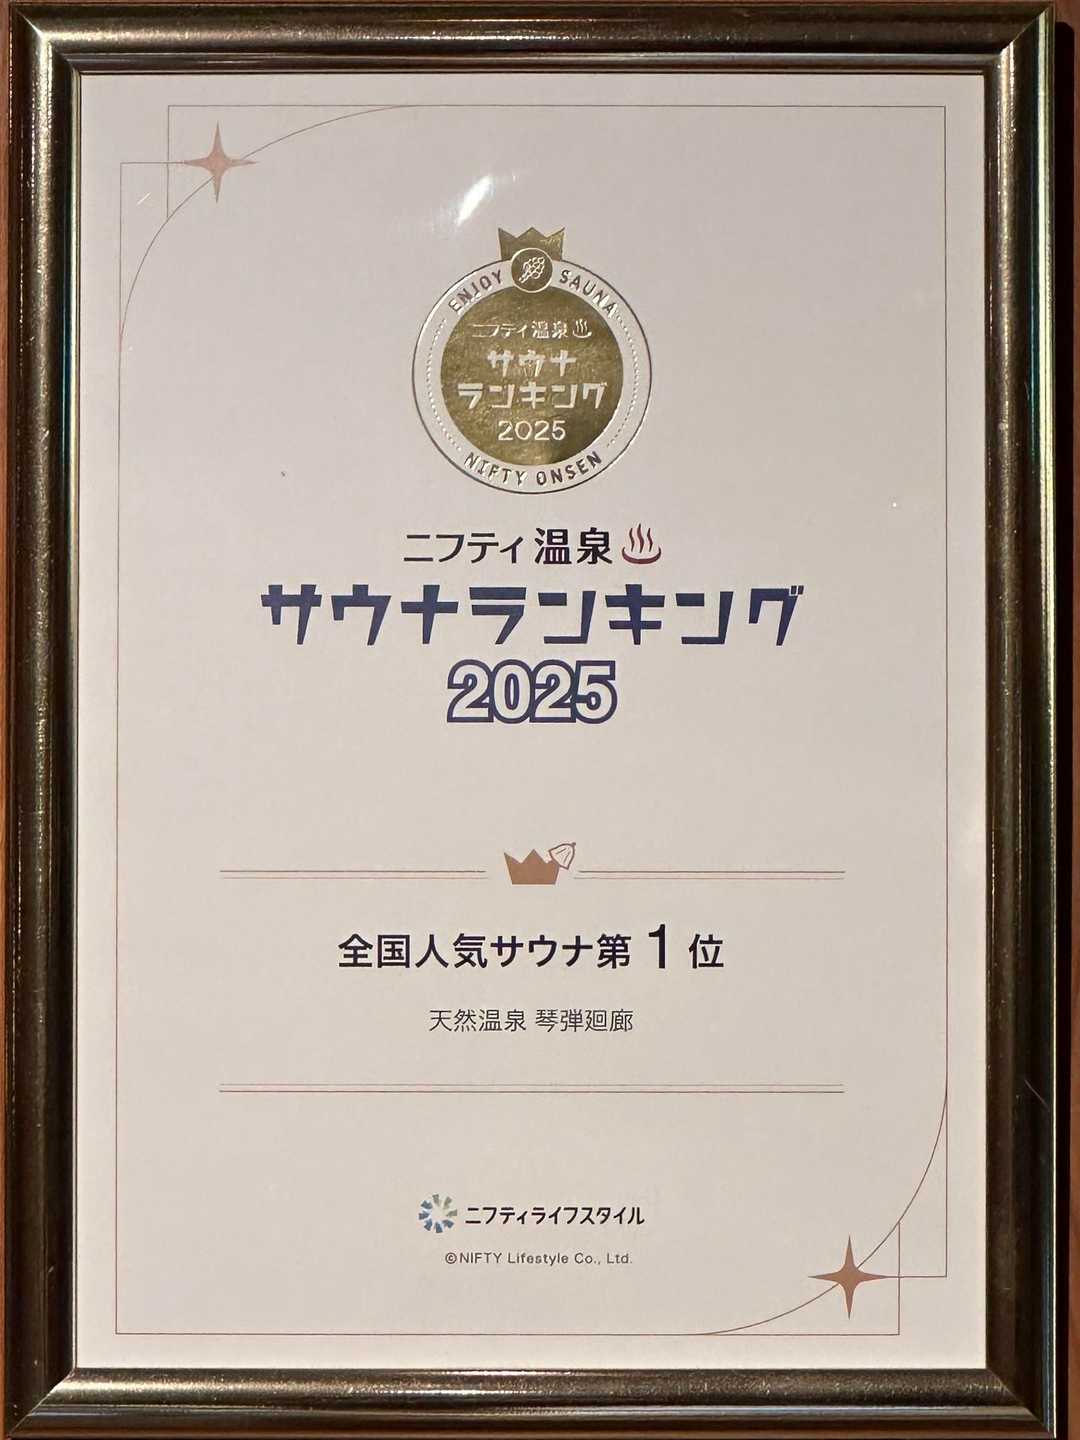 ENJOY SAUNA
ニフティ温泉
サウナ
ランキング
2025
NIFTY ONSEN
ニフティ温泉
サウナランキング
2025
全国人気サウナ第1位
天然温泉 琴弾廻廊
ニフティライフスタイル
©NIFTY Lifestyle Co., Ltd.